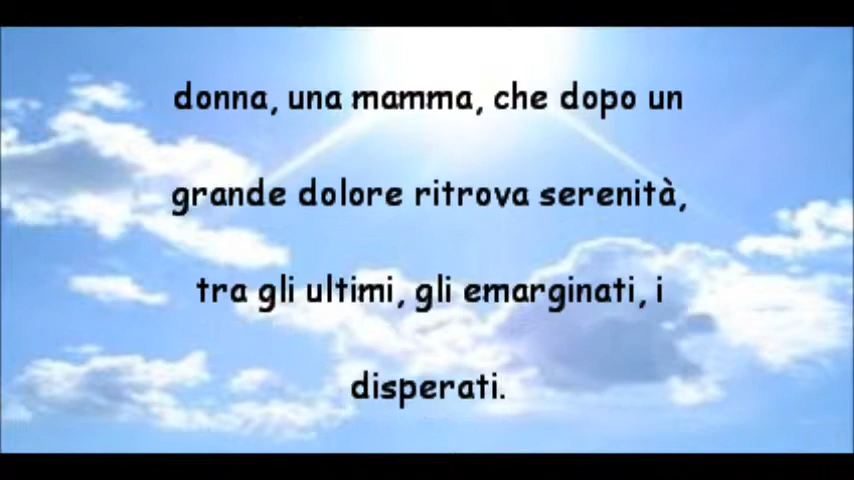 donna, una mamma, che dopo un
grande dolore ritrova serenità,
tra gli ultimi, gli emarginati, i
disperati.